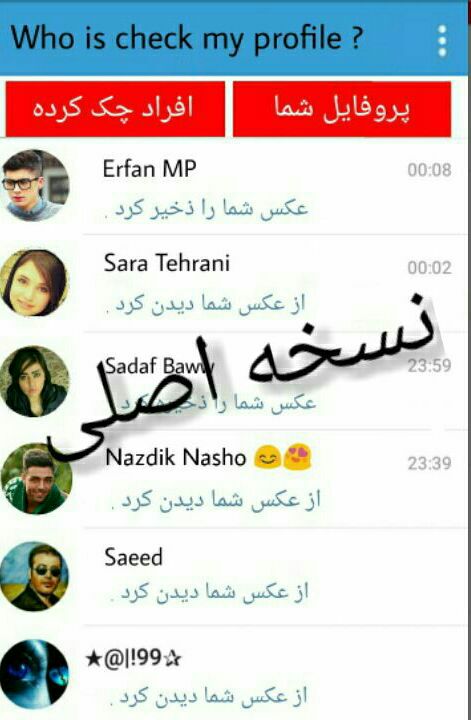 Who is check my profile ?
پروفایل شما
افراد چک کرده
Erfan MP
00:08
عکس شما را ذخیر کرد .
Sara Tehrani
00:02
از عکس شما دیدن کرد .
نسخه اصلی
Sadaf Baww
23:59
عکس شما را ذخیره کرد
Nazdik Nasho 😊😍
23:39
از عکس شما دیدن کرد .
Saeed
از عکس شما دیدن کرد .
★@|!99☆
از عکس شما دیدن کرد .